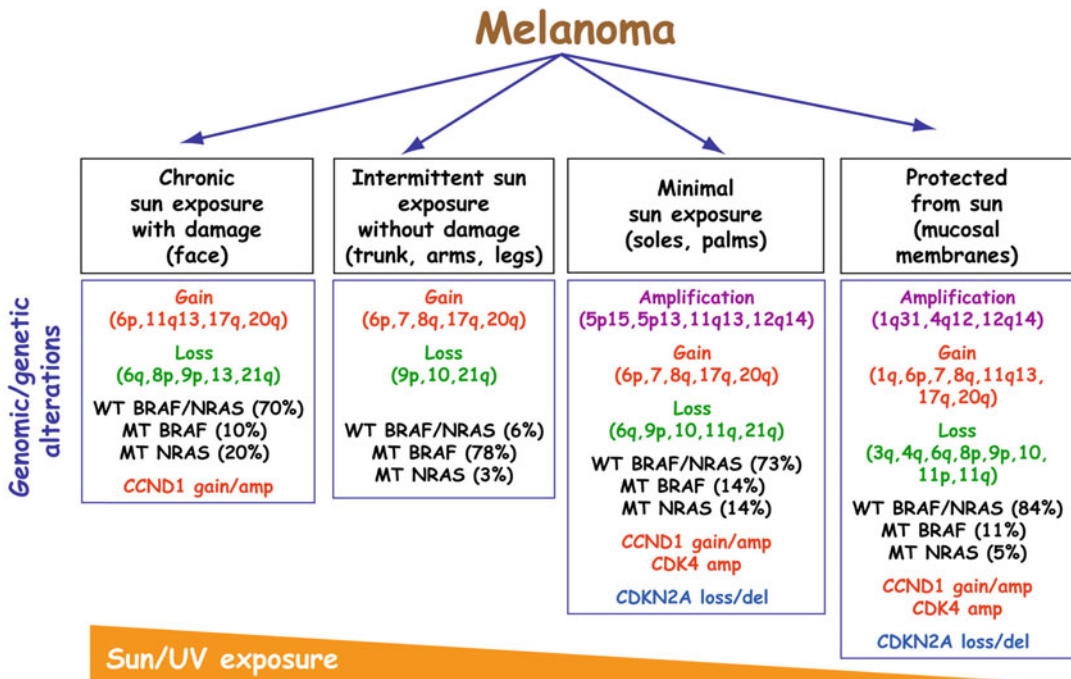 Melanoma
Chronic
sun exposure
with damage
(face)
Intermittent sun
exposure
without damage
(trunk, arms, legs)
Minimal
sun exposure
(soles, palms)
Protected
from sun
(mucosal
membranes)
Genomic/genetic
alterations
Gain
(6p,11q13,17q,20q)
Loss
(6q,8p,9p,13,21q)
WT BRAF/NRAS (70%)
MT BRAF (10%)
MT NRAS (20%)
CCND1 gain/amp
Gain
(6p,7,8q,17q,20q)
Loss
(9p,10,21q)
WT BRAF/NRAS (6%)
MT BRAF (78%)
MT NRAS (3%)
Amplification
(5p15,5p13,11q13,12q14)
Gain
(6p,7,8q,17q,20q)
Loss
(6q,9p,10,11q,21q)
WT BRAF/NRAS (73%)
MT BRAF (14%)
MT NRAS (14%)
CCND1 gain/amp
CDK4 amp
CDKN2A loss/del
Amplification
(1q31,4q12,12q14)
Gain
(1q,6p,7,8q,11q13,
17q,20q)
Loss
(3q,4q,6q,8p,9p,10,
11p,11q)
WT BRAF/NRAS (84%)
MT BRAF (11%)
MT NRAS (5%)
CCND1 gain/amp
CDK4 amp
CDKN2A loss/del
Sun/UV exposure